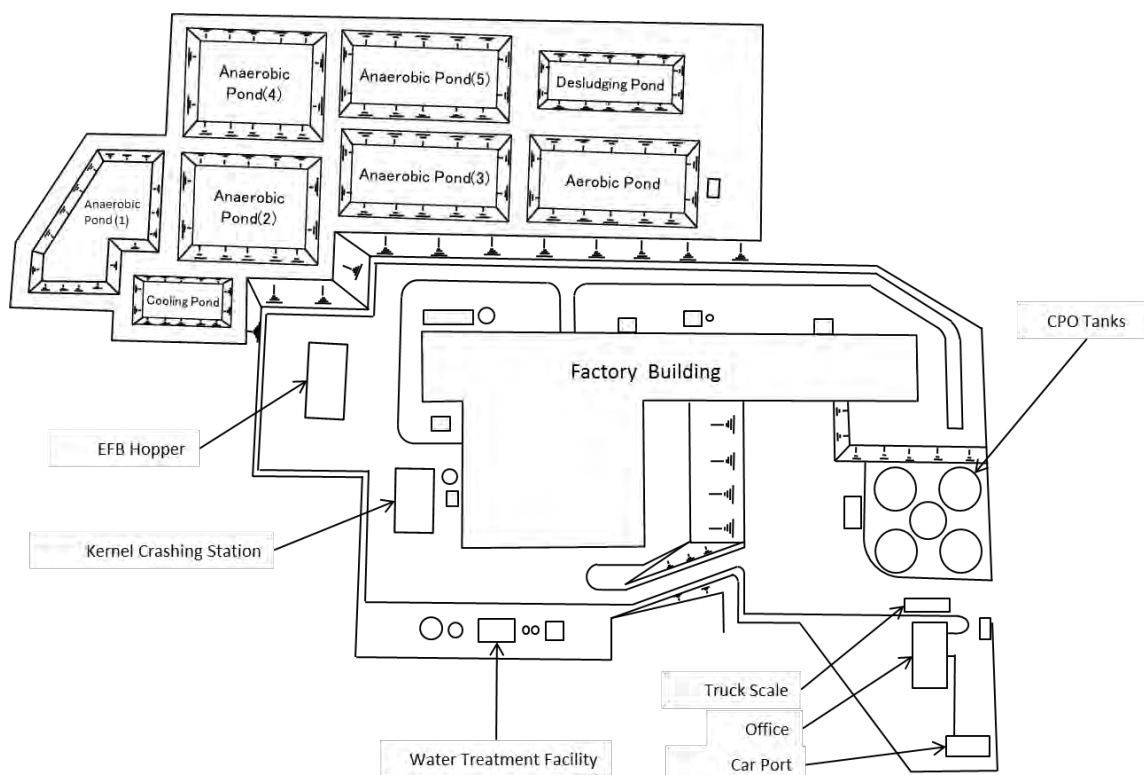 Anaerobic
Pond(4)
Anaerobic Pond(5)
Desludging Pond
Anaerobic
Pond(2)
Anaerobic Pond(3)
Aerobic Pond
Anaerobic
Pond(1)
Cooling Pond
CPO Tanks
Factory Building
EFB Hopper
Kernel Crashing Station
Truck Scale
Office
Water Treatment Facility
Car Port